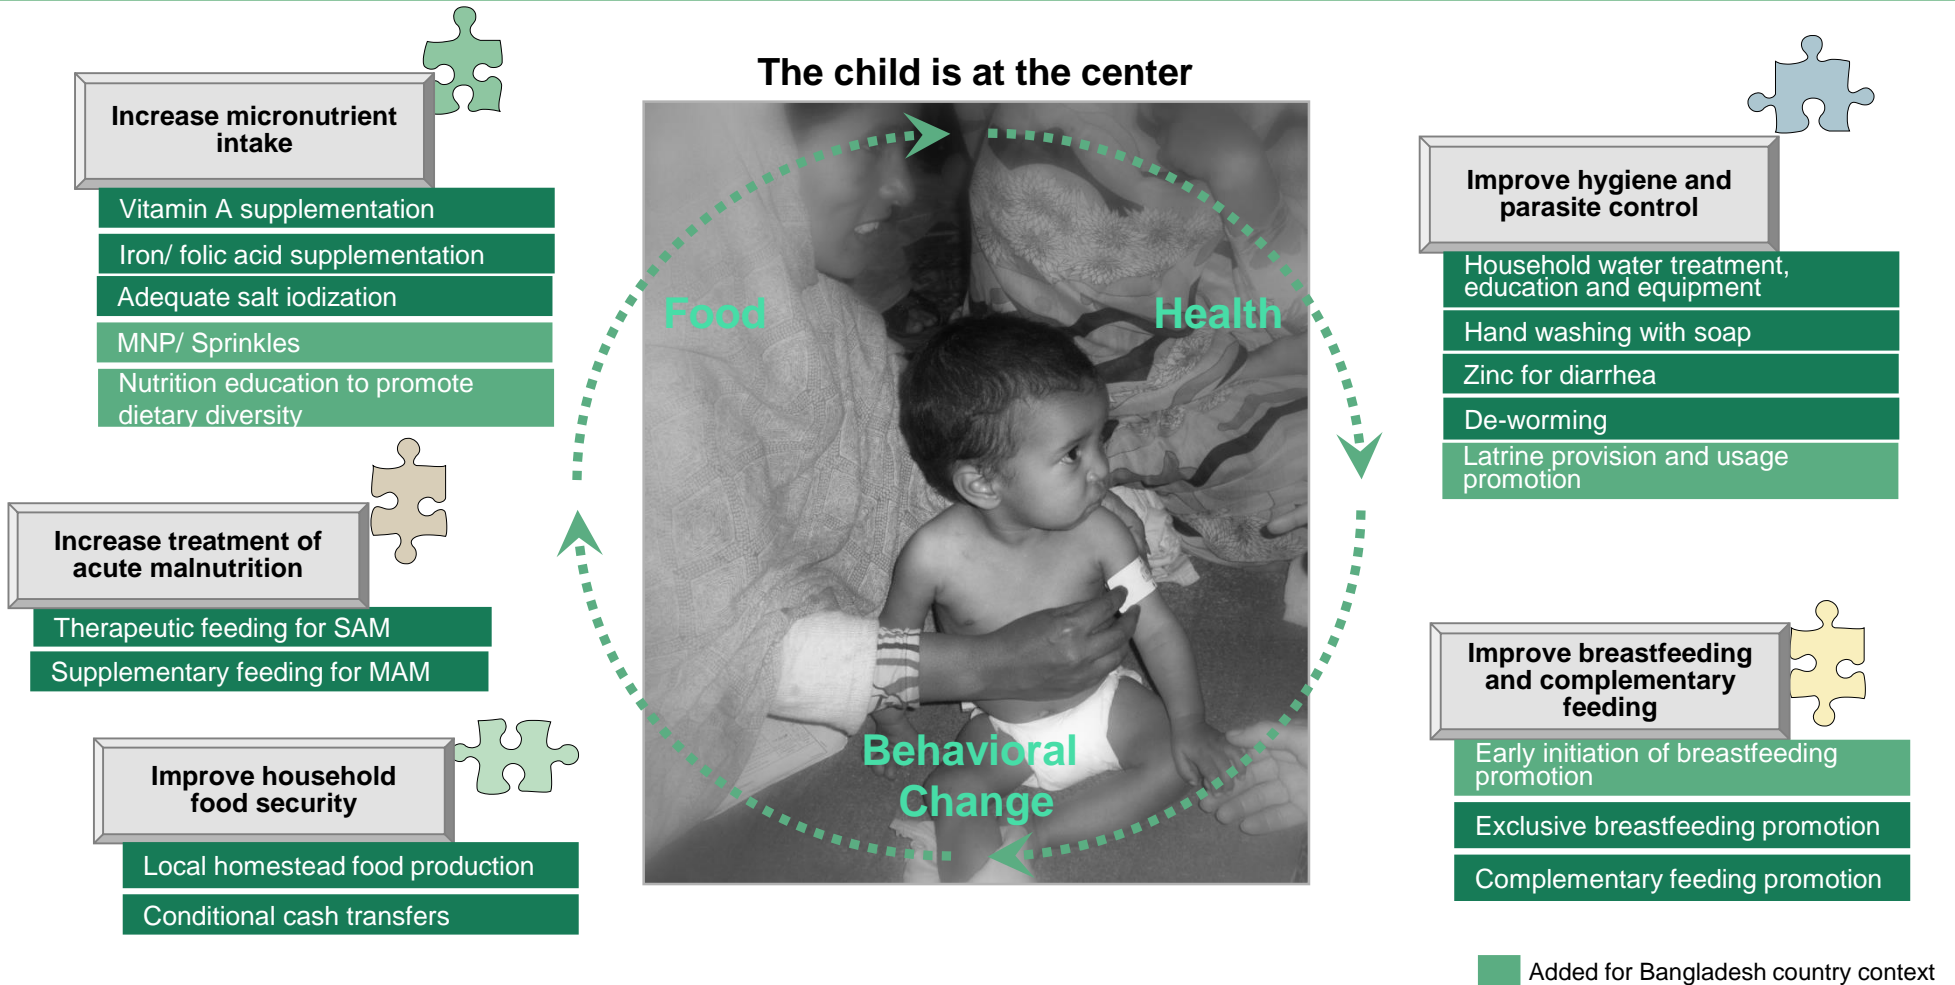 The child is at the center
Increase micronutrient
intake
Vitamin A supplementation
Iron/ folic acid supplementation
Adequate salt iodization
MNP/ Sprinkles
Nutrition education to promote
dietary diversity
Increase treatment of
acute malnutrition
Therapeutic feeding for SAM
Supplementary feeding for MAM
Improve household
food security
Local homestead food production
Conditional cash transfers
Food
Health
Behavioral
Change
Improve hygiene and
parasite control
Household water treatment,
education and equipment
Hand washing with soap
Zinc for diarrhea
De-worming
Latrine provision and usage
promotion
Improve breastfeeding
and complementary
feeding
Early initiation of breastfeeding
promotion
Exclusive breastfeeding promotion
Complementary feeding promotion
Added for Bangladesh country context